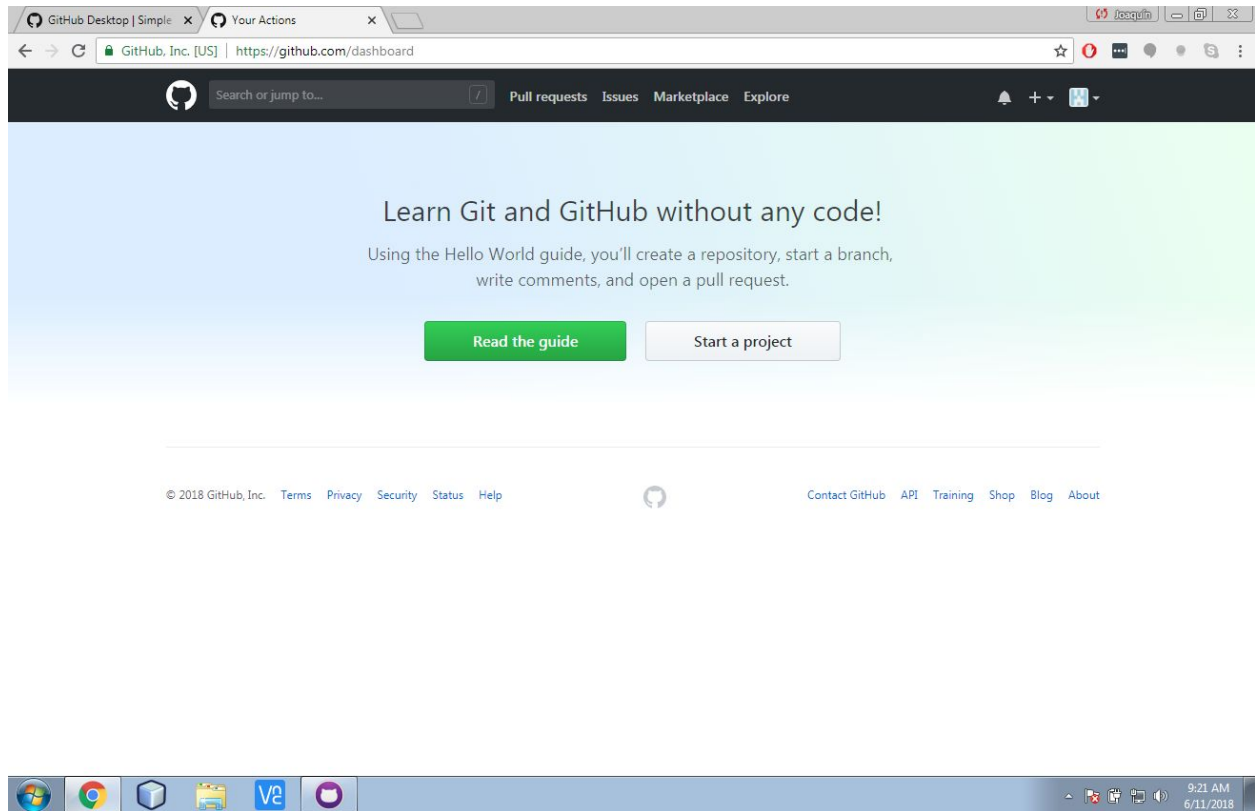 GitHub Desktop | Simple
Your Actions
Joaquín
GitHub, Inc. [US] | https://github.com/dashboard
Search or jump to... /
Pull requests Issues Marketplace Explore
Learn Git and GitHub without any code!
Using the Hello World guide, you'll create a repository, start a branch,
write comments, and open a pull request.
Read the guide
Start a project
© 2018 GitHub, Inc. Terms Privacy Security Status Help
Contact GitHub API Training Shop Blog About
9:21 AM
6/11/2018